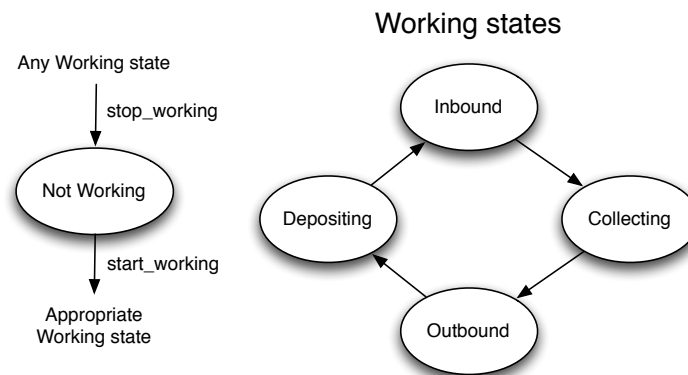 Working states
Any Working state
stop_working
Not Working
start_working
Appropriate
Working state
Inbound
Depositing
Collecting
Outbound